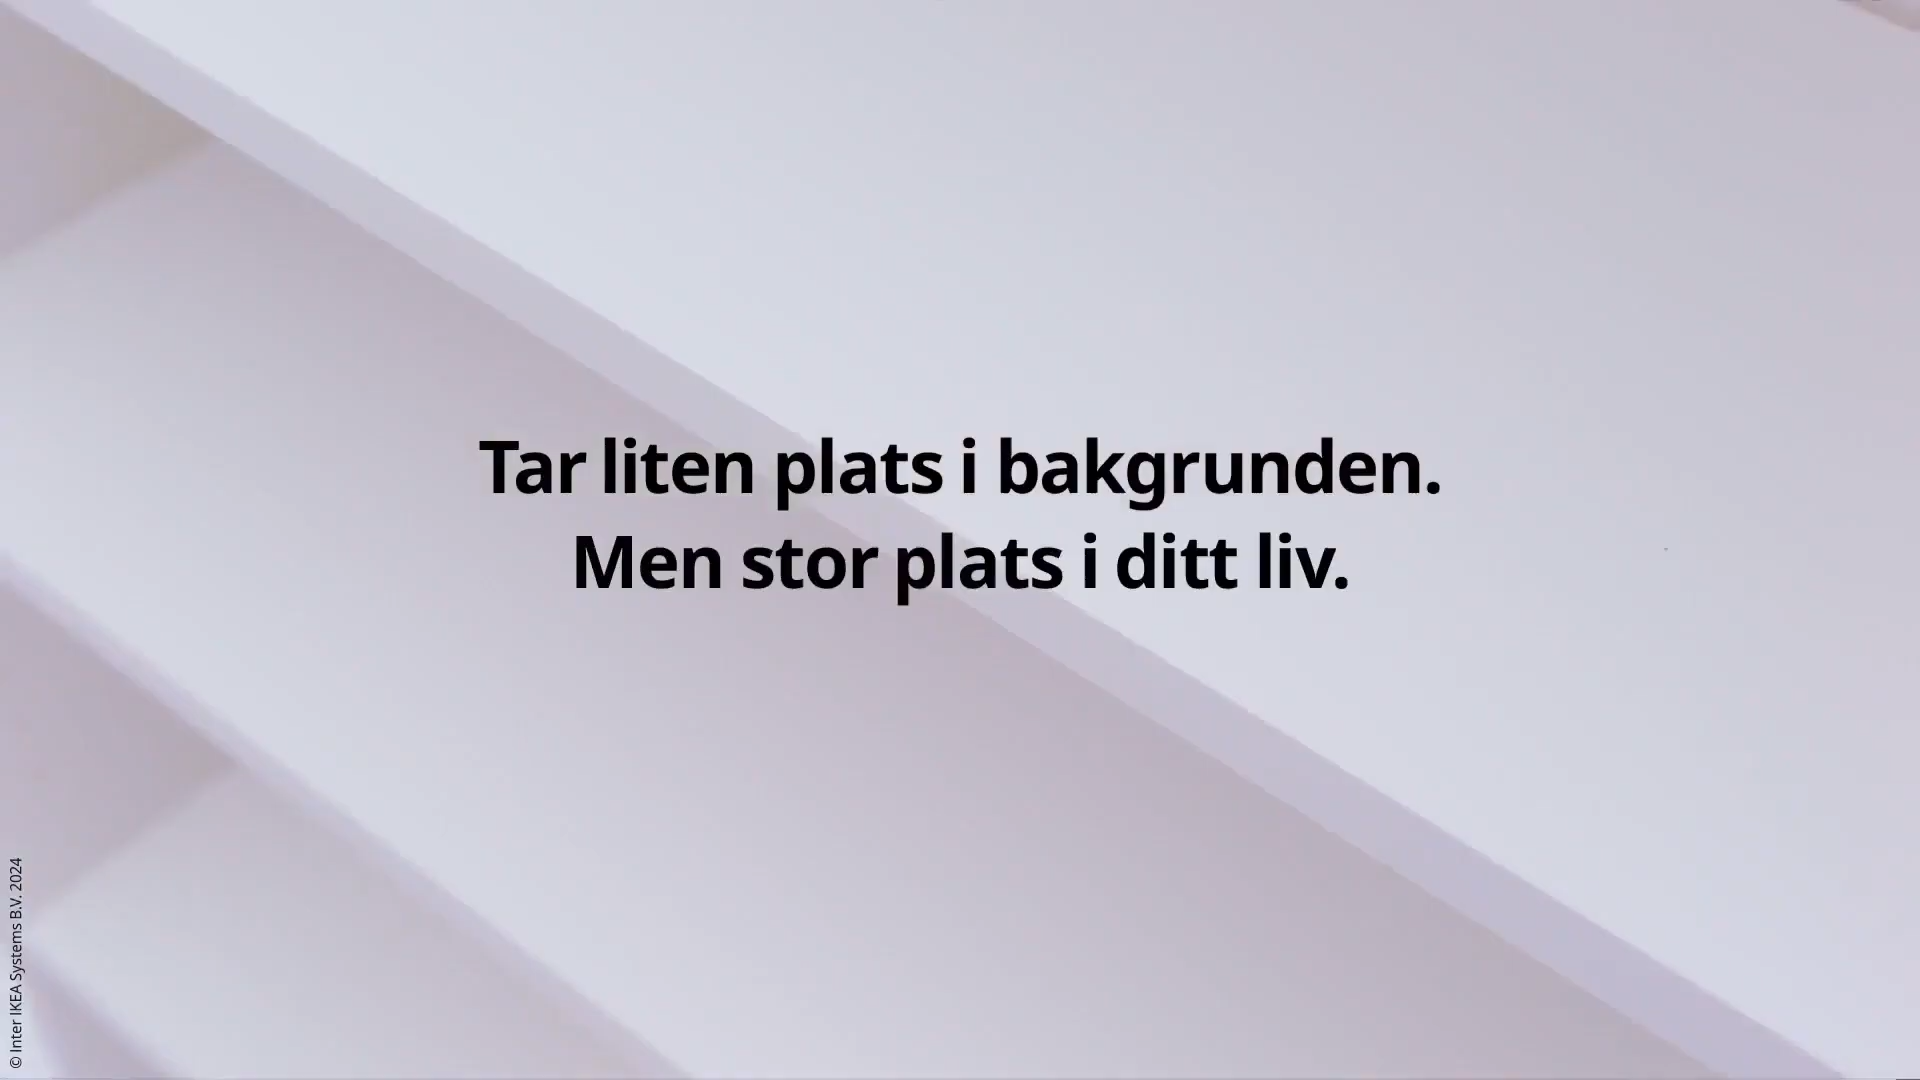 Tar liten plats i bakgrunden.
Men stor plats i ditt liv.
© Inter IKEA Systems B.V. 2024